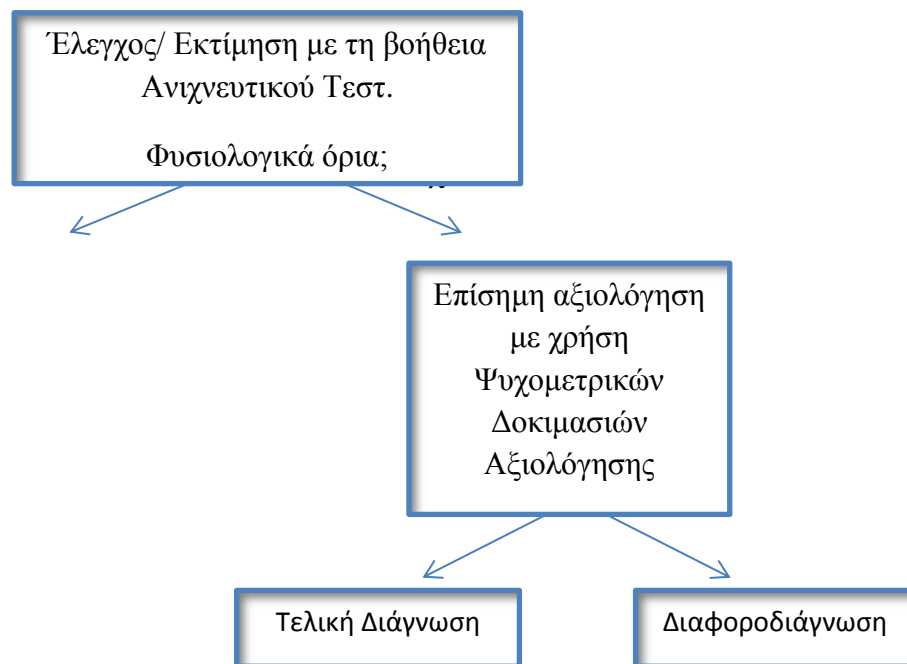 Έλεγχος/ Εκτίμηση με τη βοήθεια
Ανιχνευτικού Τεστ.
Φυσιολογικά όρια;
Επίσημη αξιολόγηση
με χρήση
Ψυχομετρικών
Δοκιμασιών
Αξιολόγησης
Τελική Διάγνωση
Διαφοροδιάγνωση